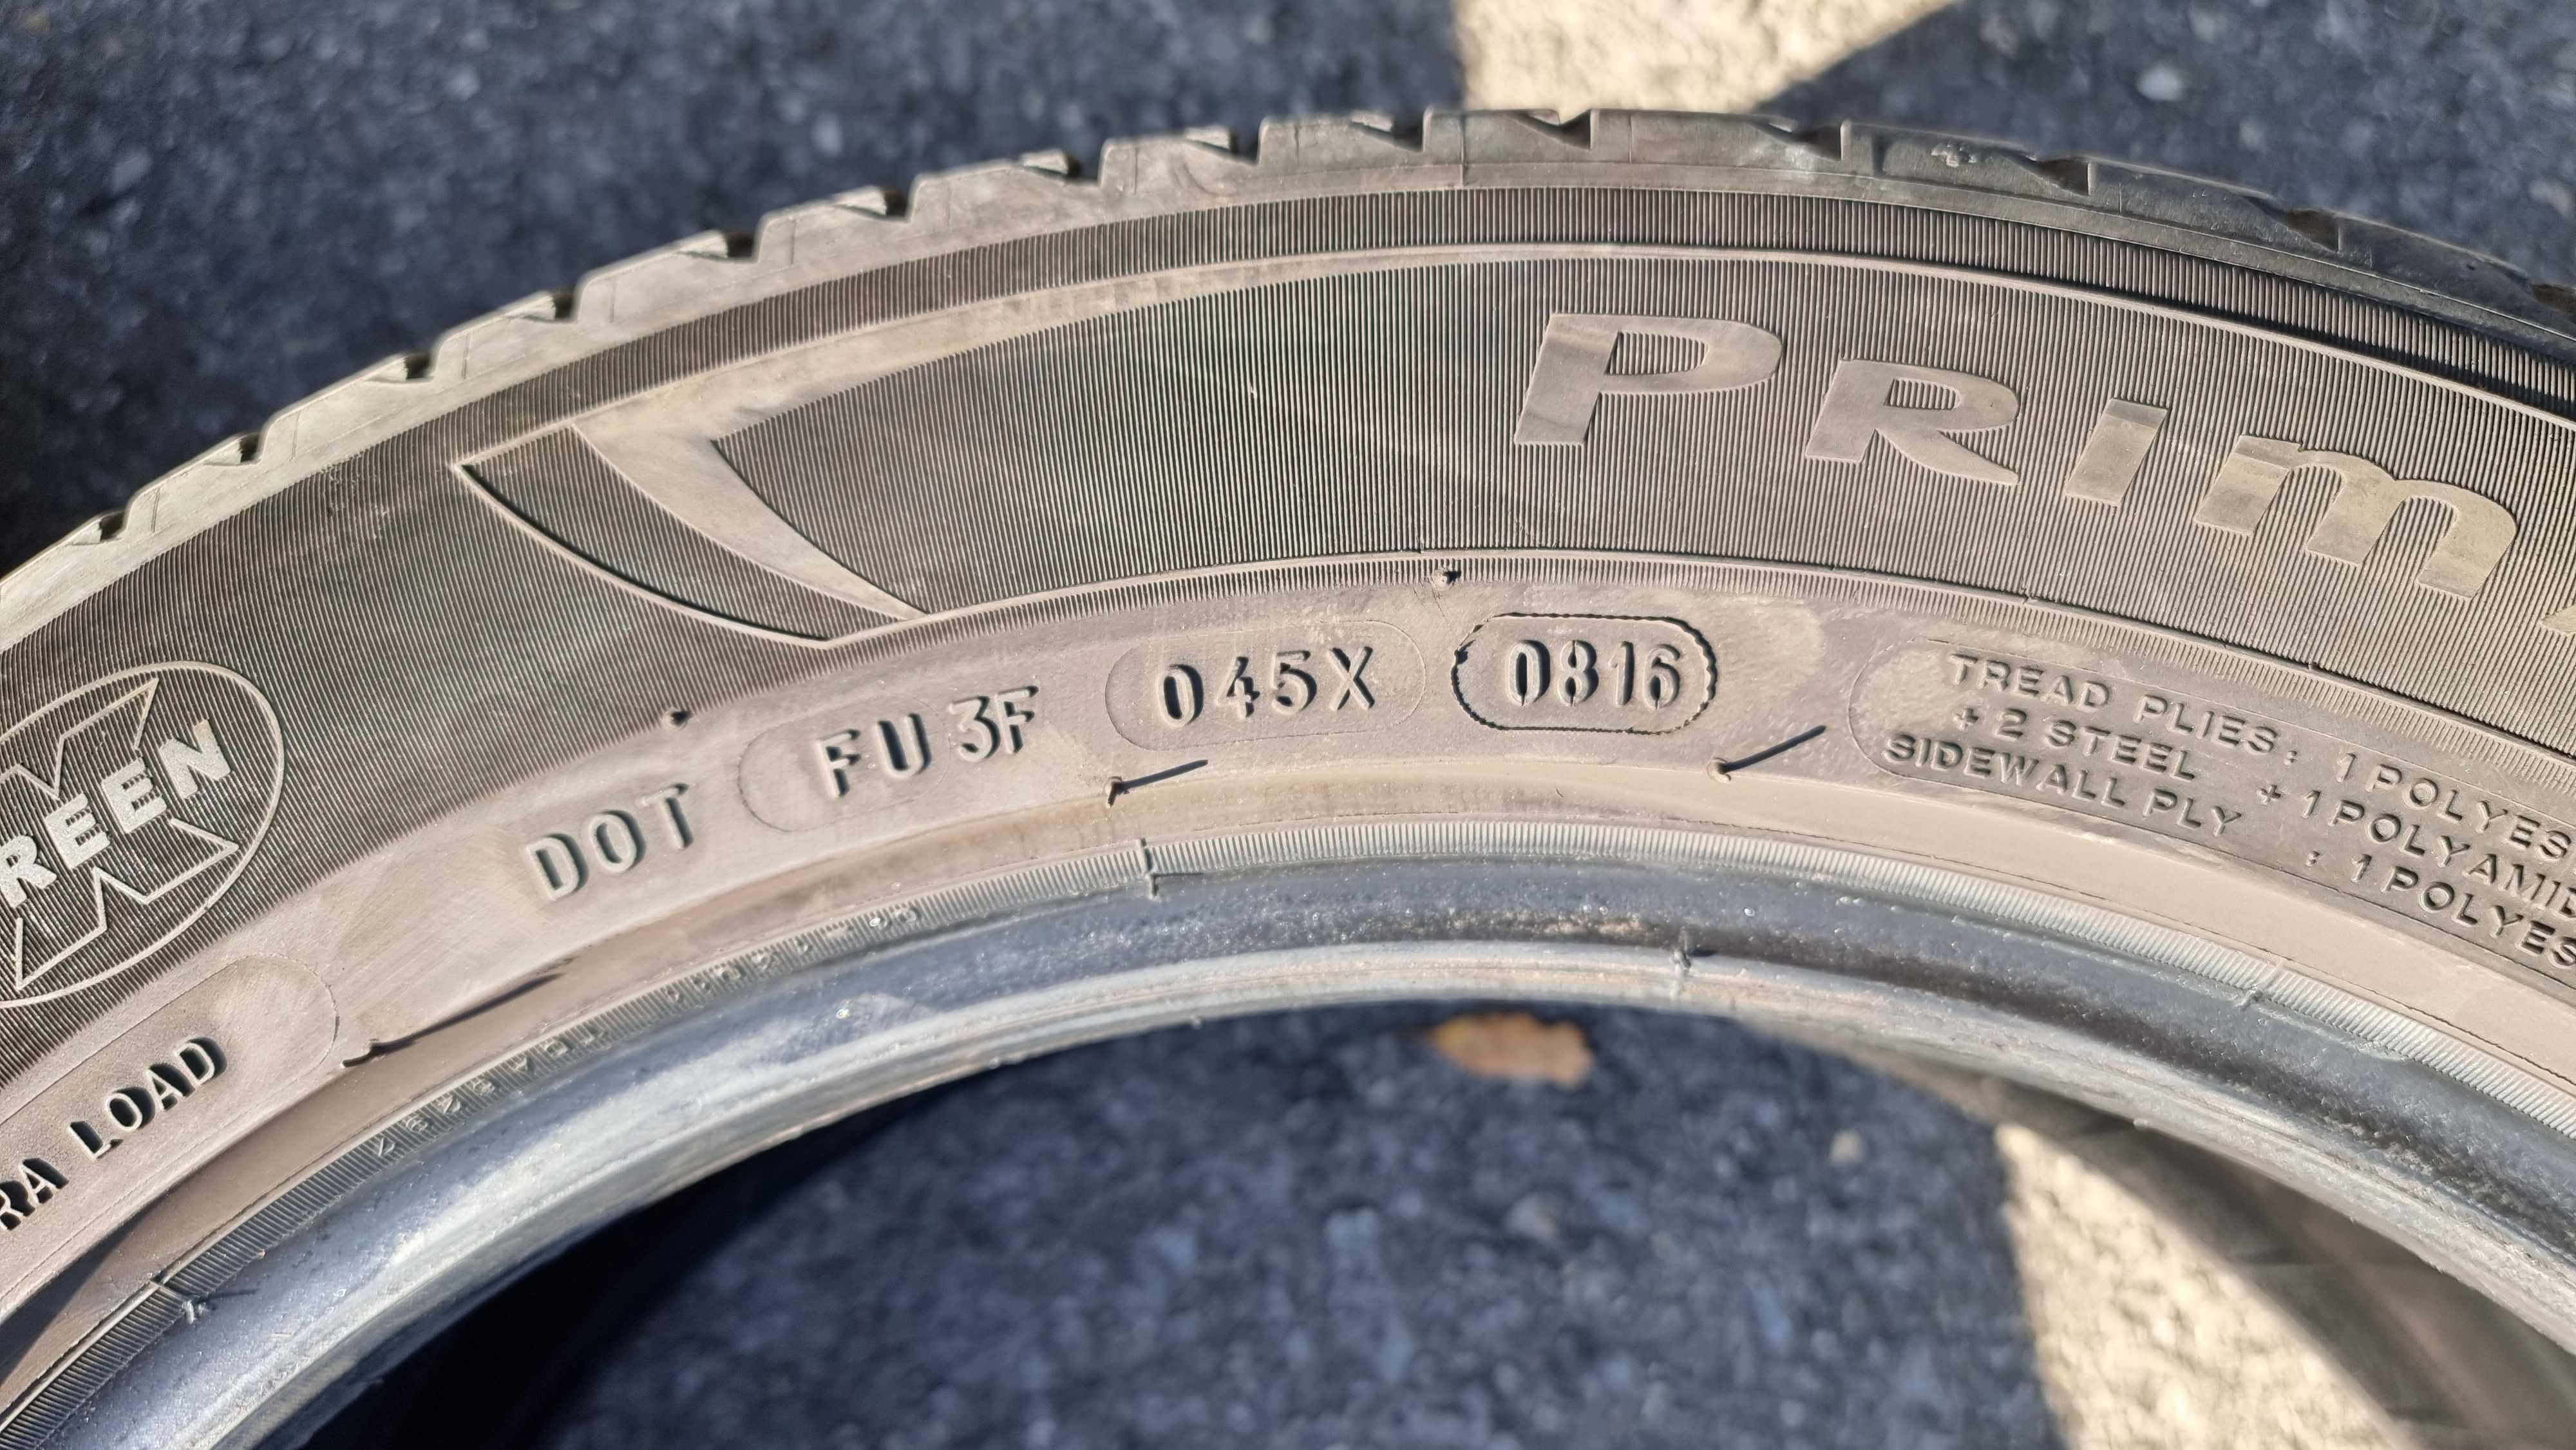 PRIM
REEN
DOT FU 3F 045X 0816
TREAD PLIES: 1 POLYES
+ 2 STEEL + 1 POLYAMID
SIDEWALL PLY : 1 POLYES
RA LOAD